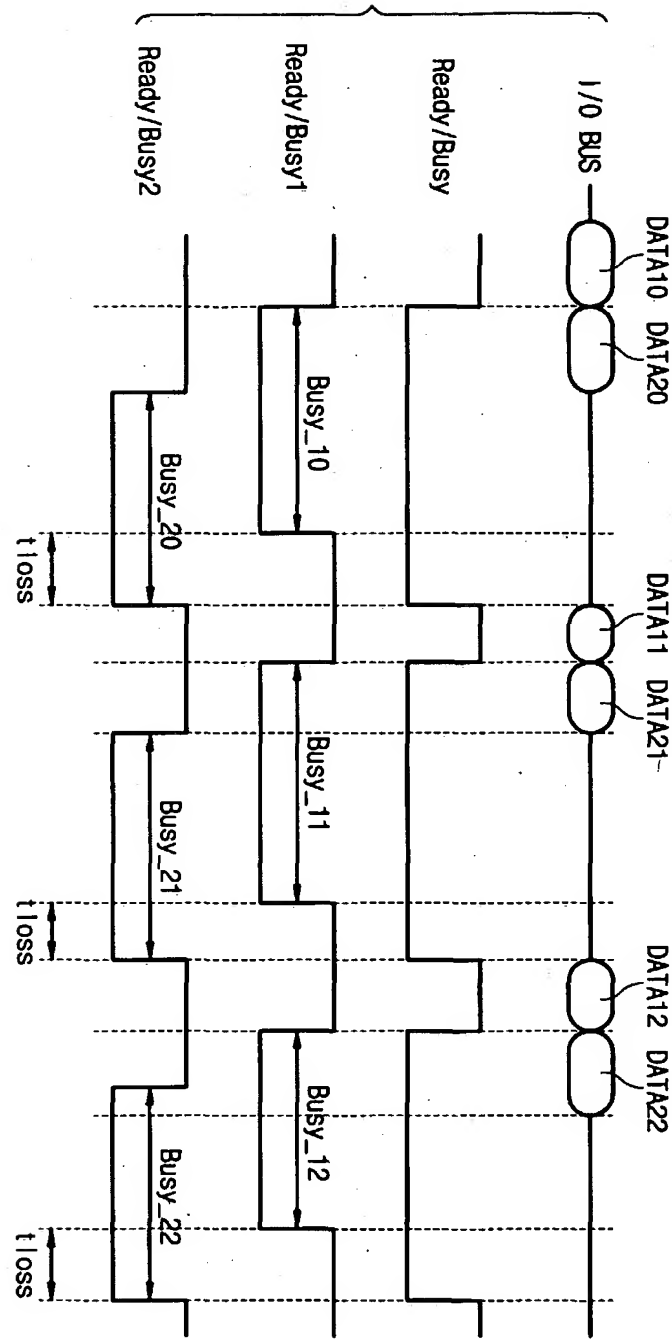 DATA10
DATA20
DATA11
DATA21
DATA12
DATA22
I/O BUS
Ready/Busy
Ready/Busy1
Busy_10
Busy_11
Busy_12
Ready/Busy2
Busy_20
Busy_21
Busy_22
tloss
tloss
tloss